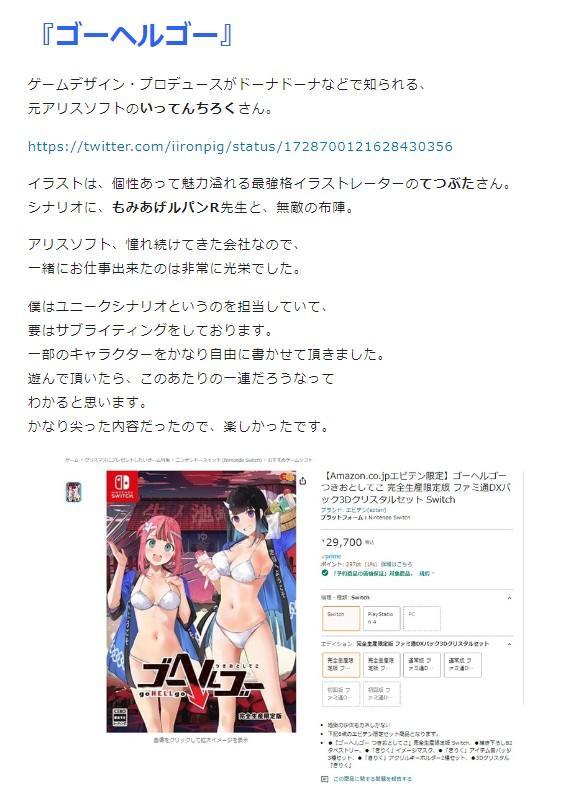 『ゴーヘルゴー』
ゲームデザイン・プロデュースがドーナドーナなどで知られる、
元アリスソフトのいってんちろくさん。
https://twitter.com/iironpig/status/1728700121628430356
イラストは、個性あって魅力溢れる最強格イラストレーターのてつぶたさん。
シナリオに、もみあげルパンR先生と、無敵の布陣。
アリスソフト、憧れ続けてきた会社なので、
一緒にお仕事出来たのは非常に光栄でした。
僕はユニークシナリオというのを担当していて、
要はサブライティングをしております。
一部のキャラクターをかなり自由に書かせて頂きました。
遊んで頂いたら、このあたりの一連だろうなって
わかると思います。
かなり尖った内容だったので、楽しかったです。
ゲーム › クリスマスにプレゼントしたいゲーム特集 › ニンテンドースイッチ (Nintendo Switch) › おすすめゲームソフト
NINTENDO
SWITCH
ゴーヘルゴー
つきおとしてこ
goHELLgo
完全生産限定版
CERO
画像をクリックして拡大イメージを表示
【Amazon.co.jpエビテン限定】ゴーヘルゴー
つきおとしてこ 完全生産限定版 ファミ通DXパ
ック3Dクリスタルセット Switch
ブランド: エビテン(ebten)
プラットフォーム : Nintendo Switch
¥29,700 税込
prime
ポイント: 297pt (1%) 詳細はこちら
「予約商品の価格保証」対象商品。 規約
機種・種類: Switch
Switch
PlayStation 4
PC
エディション: 完全生産限定版 ファミ通DXパック3Dクリスタルセット
完全生産限定版 フ…
完全生産限定版 フ…
通常版 ファミ…
通常版 ファミ…
初回版 ファミ…
初回版 ファミ…
下記8点のエビテン限定セット商品となります。
●『ゴーヘルゴー つきおとしてこ』完全生産限定版 Switch、●描き下ろしB2
タペストリー、●「きりく」イメージマスク、●「きりく」アイテム缶バッジ
3種セット、●「きりく」アクリルキーホルダー2種セット、●3Dクリスタル
『きりく』
この商品に関する問題を報告する